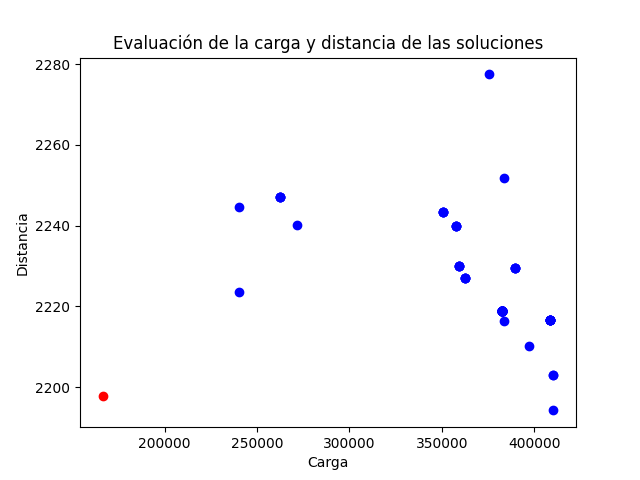 Evaluación de la carga y distancia de las soluciones
2280
2260
2240
2220
2200
Distancia
200000 250000 300000 350000 400000
Carga